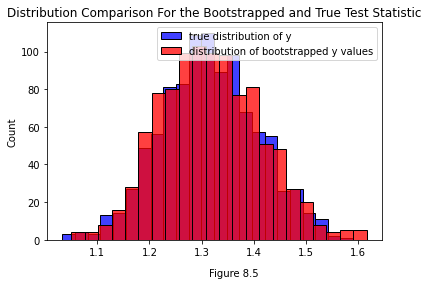 Distribution Comparison For the Bootstrapped and True Test Statistic
true distribution of y
distribution of bootstrapped y values
100
80
60
40
20
0
Count
1.1 1.2 1.3 1.4 1.5 1.6
Figure 8.5